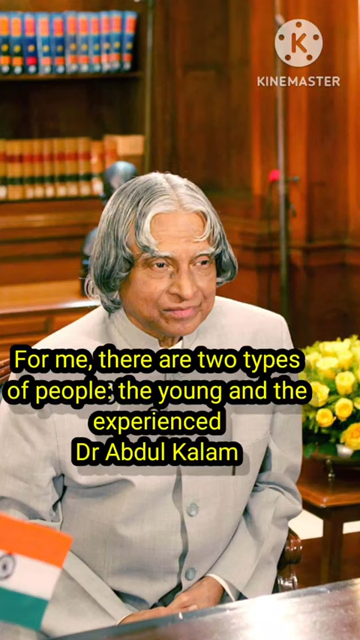 K
KINEMASTER
For me, there are two types
of people: the young and the
experienced
Dr Abdul Kalam